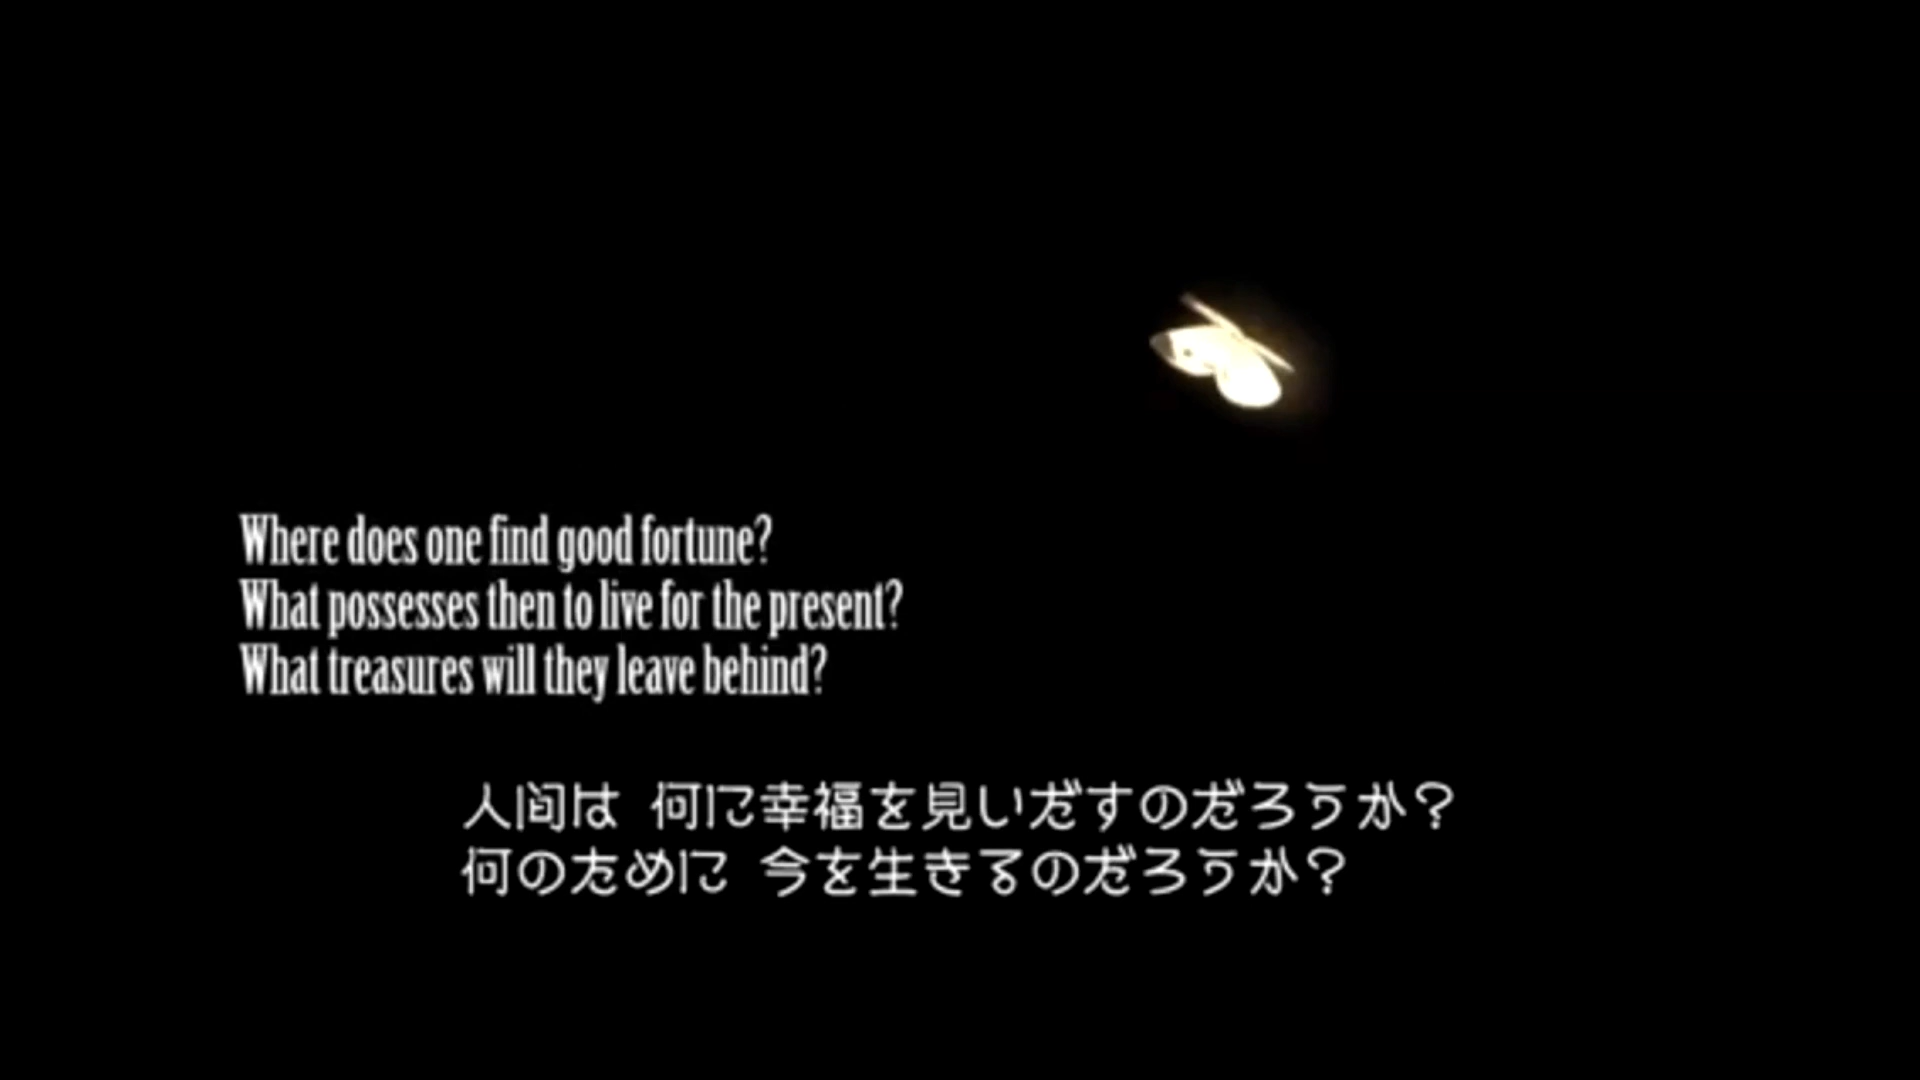 Where does one find good fortune?
What possesses then to live for the present?
What treasures will they leave behind?
人間は 何に幸福を見いだすのだろうか？
何のために 今を生きるのだろうか？